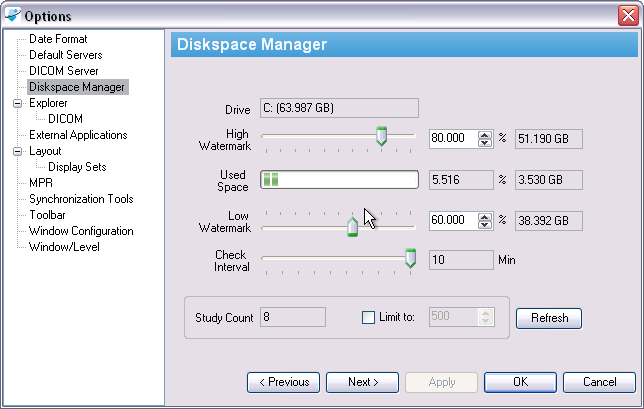 Options
Date Format
Default Servers
DICOM Server
Diskspace Manager
Explorer
DICOM
External Applications
Layout
Display Sets
MPR
Synchronization Tools
Toolbar
Window Configuration
Window/Level
Diskspace Manager
Drive C: (63.987 GB)
High Watermark 80.000 % 51.190 GB
Used Space 5.516 % 3.530 GB
Low Watermark 60.000 % 38.392 GB
Check Interval 10 Min
Study Count 8 Limit to: 500 Refresh
< Previous Next > Apply OK Cancel